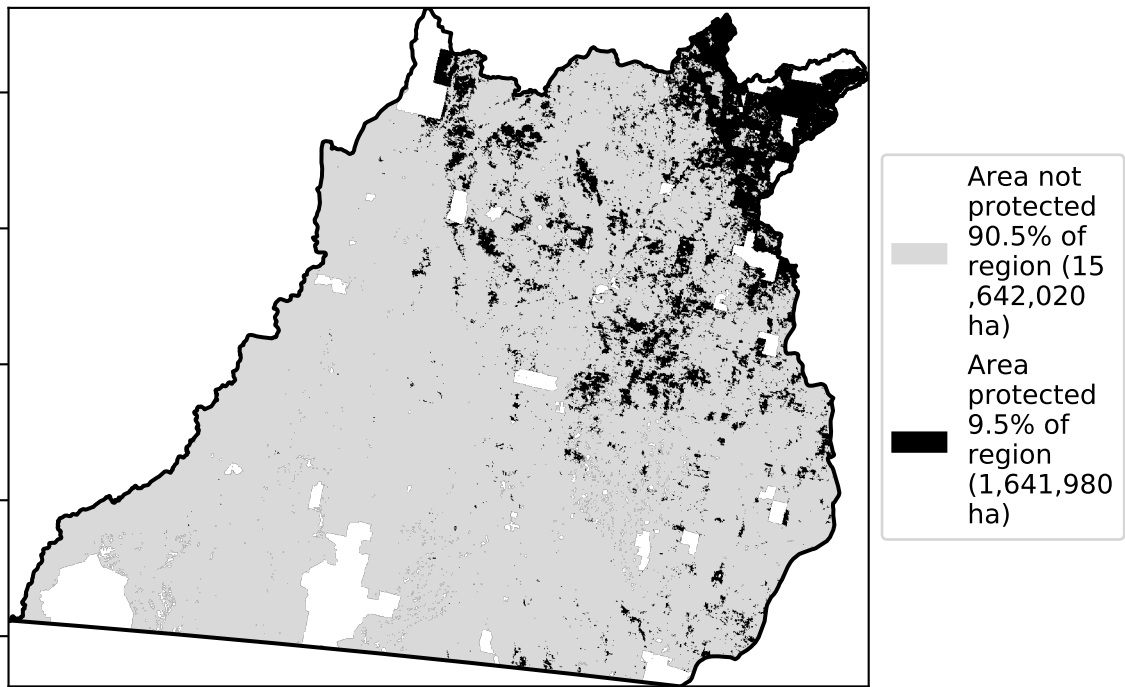 Area not
protected
90.5% of
region (15
,642,020
ha)
Area
protected
9.5% of
region
(1,641,980
ha)